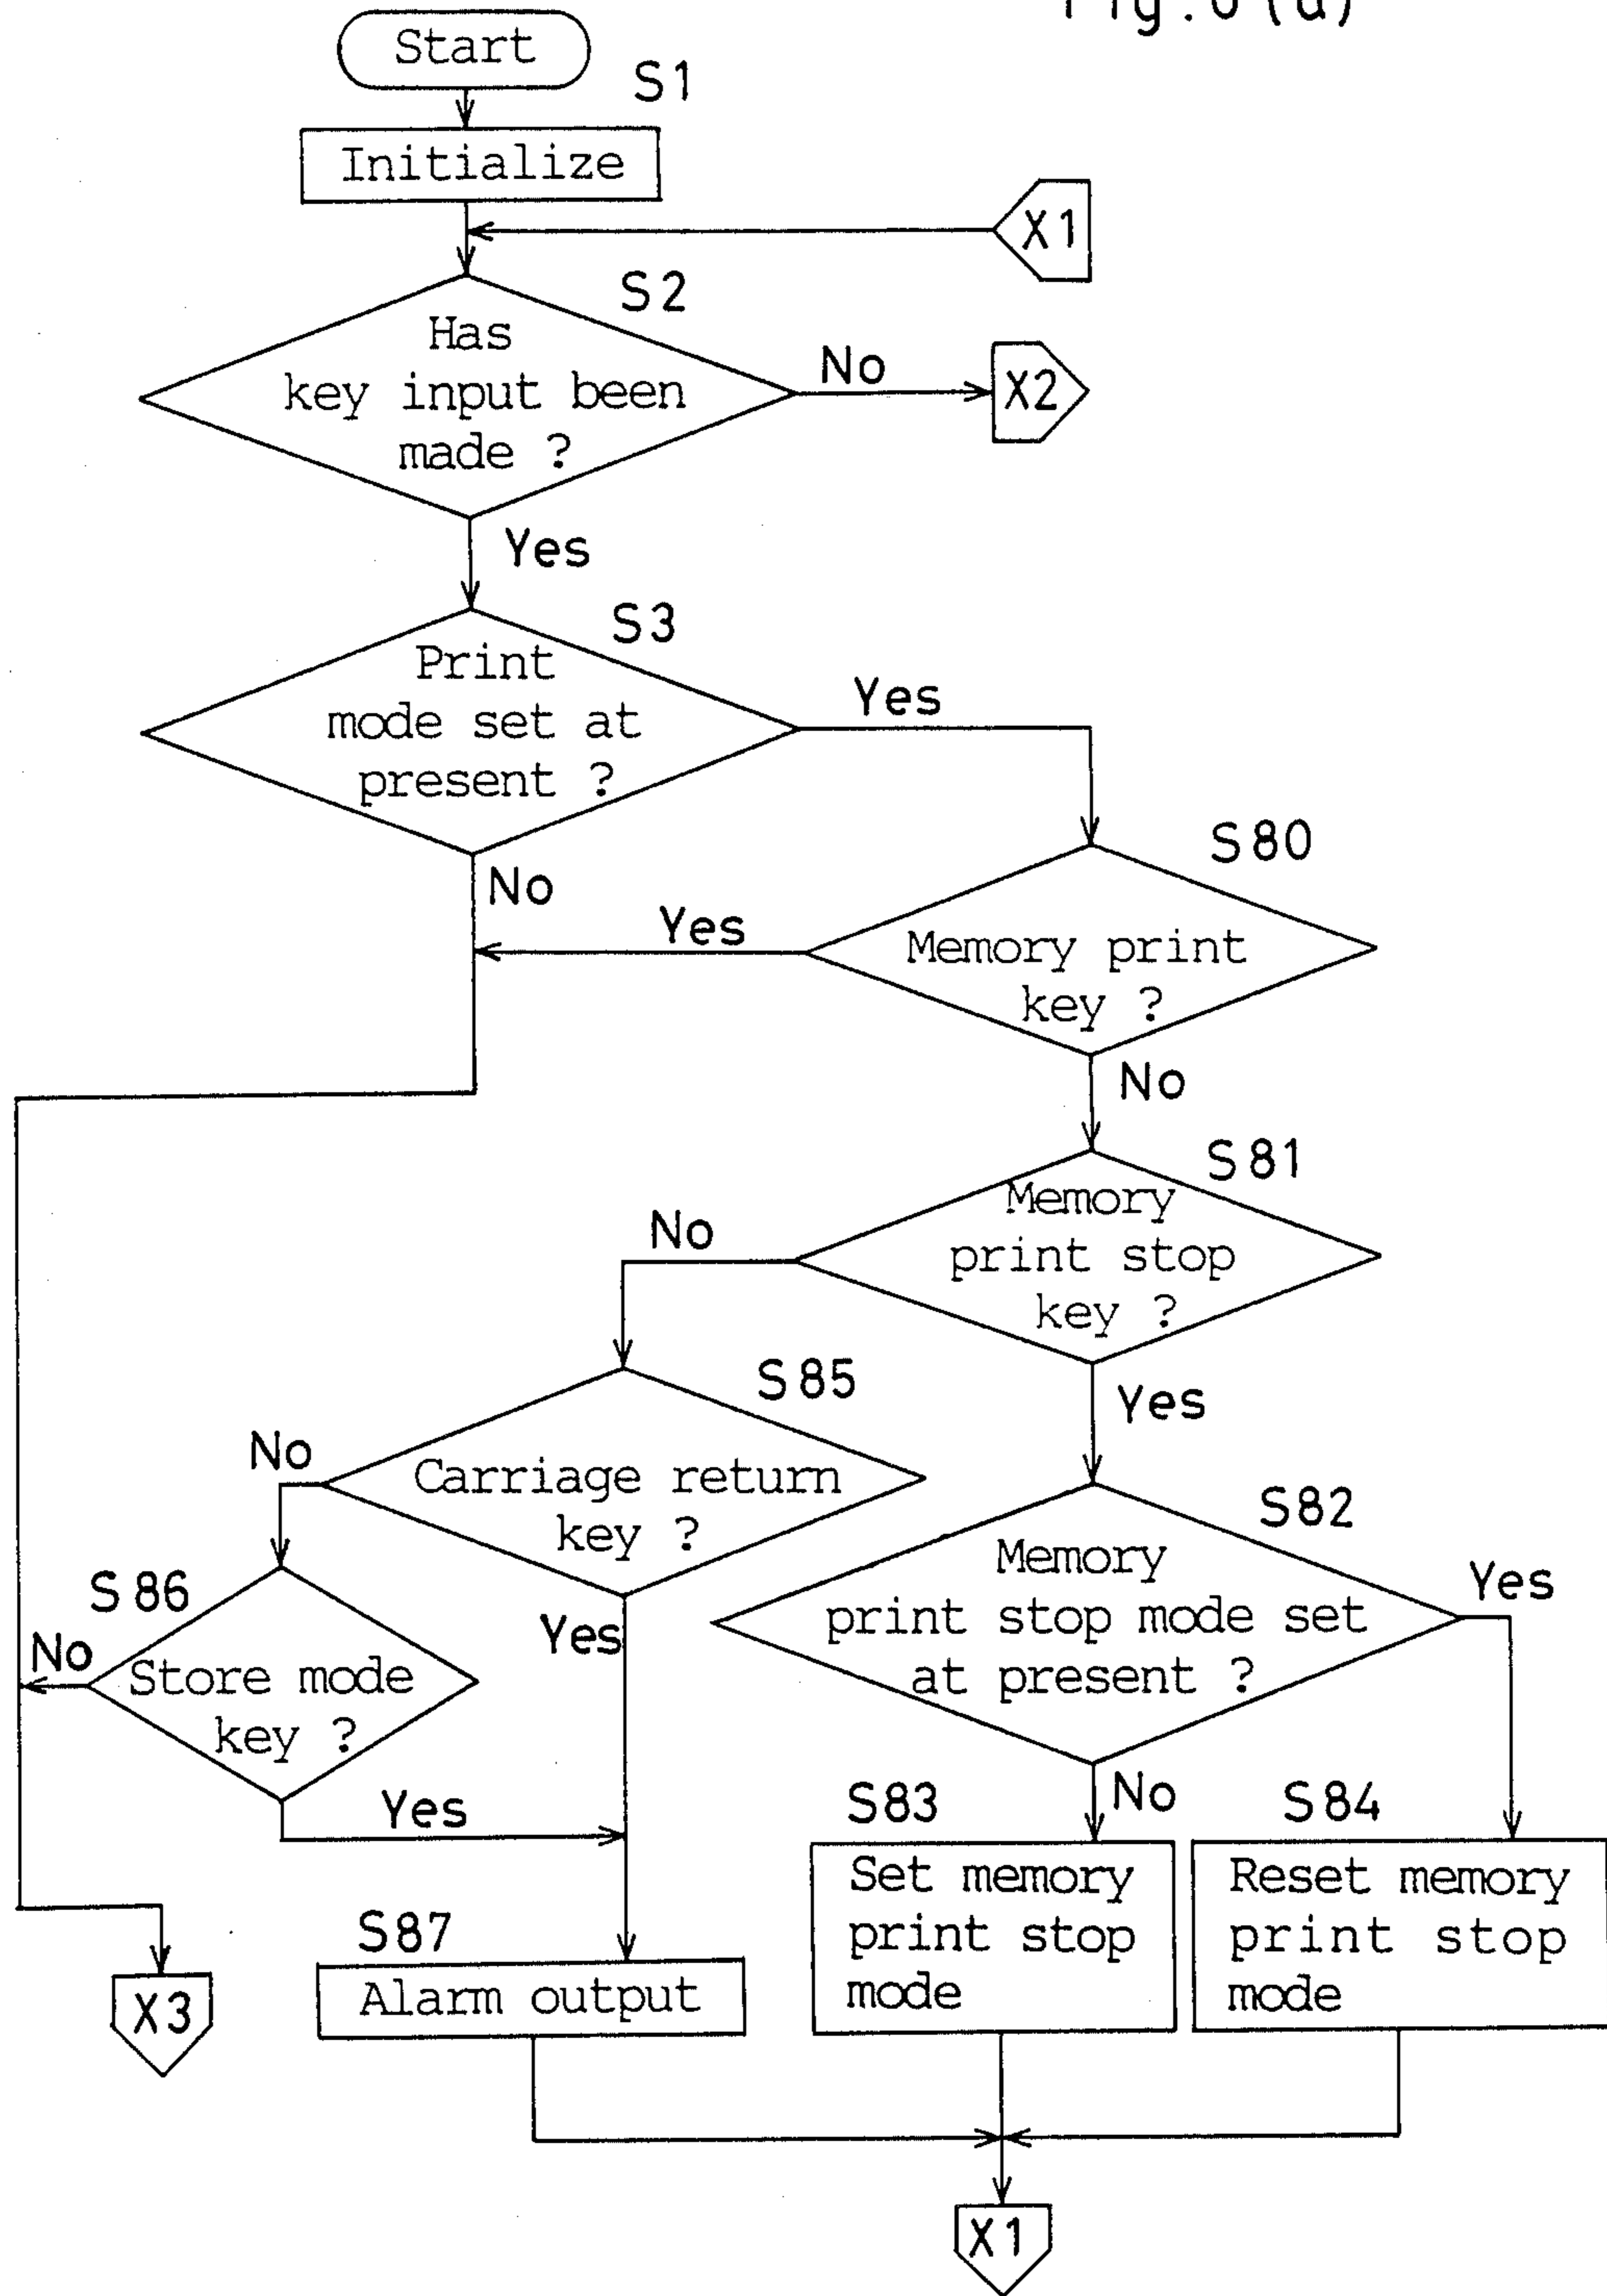 Start
S1
Initialize
X1
S2
Has
key input been
made ?
No
X2
Yes
S3
Print
mode set at
present ?
Yes
No
S80
Memory print
key ?
Yes
No
S81
Memory
print stop
key ?
No
Yes
S85
Carriage return
key ?
No
Yes
S82
Memory
print stop mode set
at present ?
Yes
No
S86
Store mode
key ?
No
Yes
S83
Set memory
print stop
mode
S84
Reset memory
print stop
mode
S87
Alarm output
X3
X1